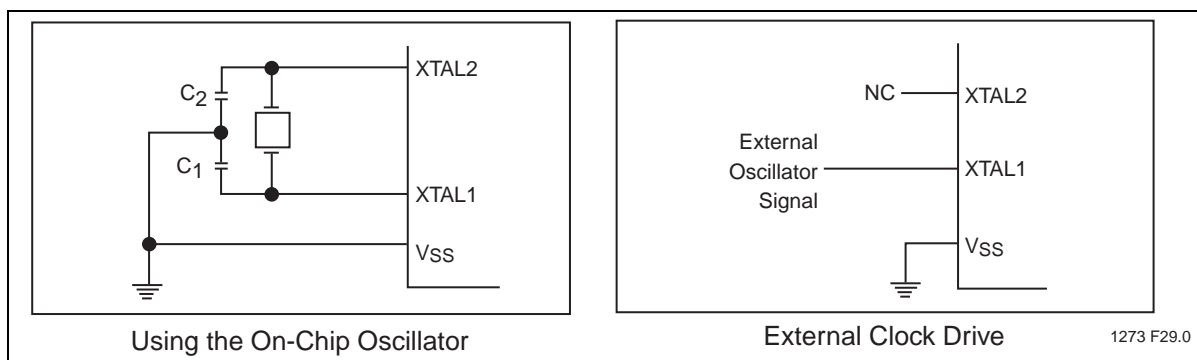 XTAL2
C2
C1
XTAL1
VSS
Using the On-Chip Oscillator
NC
XTAL2
External
Oscillator
Signal
XTAL1
VSS
External Clock Drive
1273 F29.0